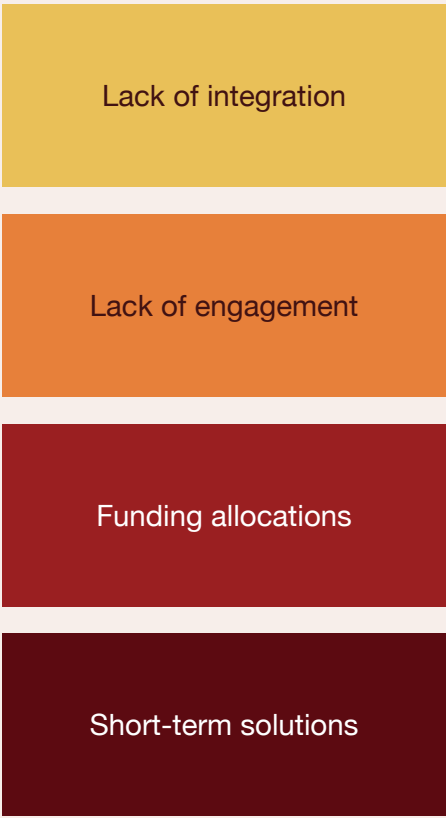 Lack of integration
Lack of engagement
Funding allocations
Short-term solutions